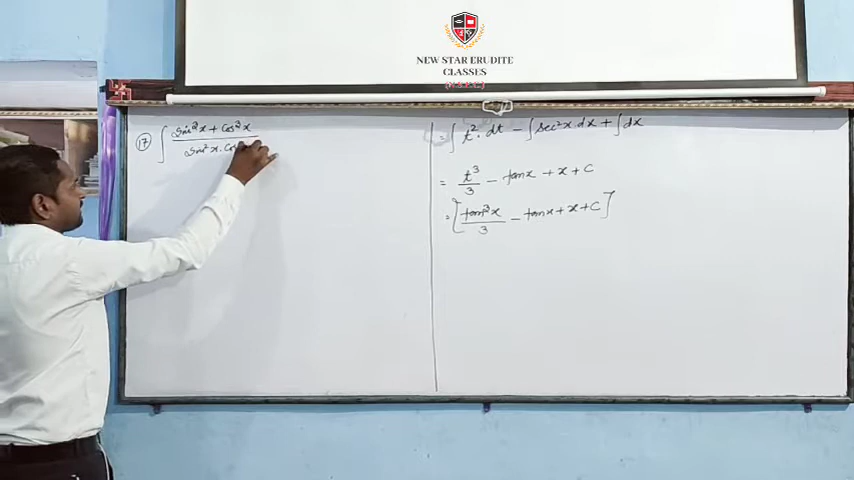 NEW STAR ERUDITE
CLASSES
(N.S.E.C)
17 ∫ (sin³x + cos³x) / (sin²x . Co
= ∫ t² . dt − ∫ sec²x dx + ∫ dx
= t³/3 − tanx + x + C
= [tan³x/3 − tanx + x + C]